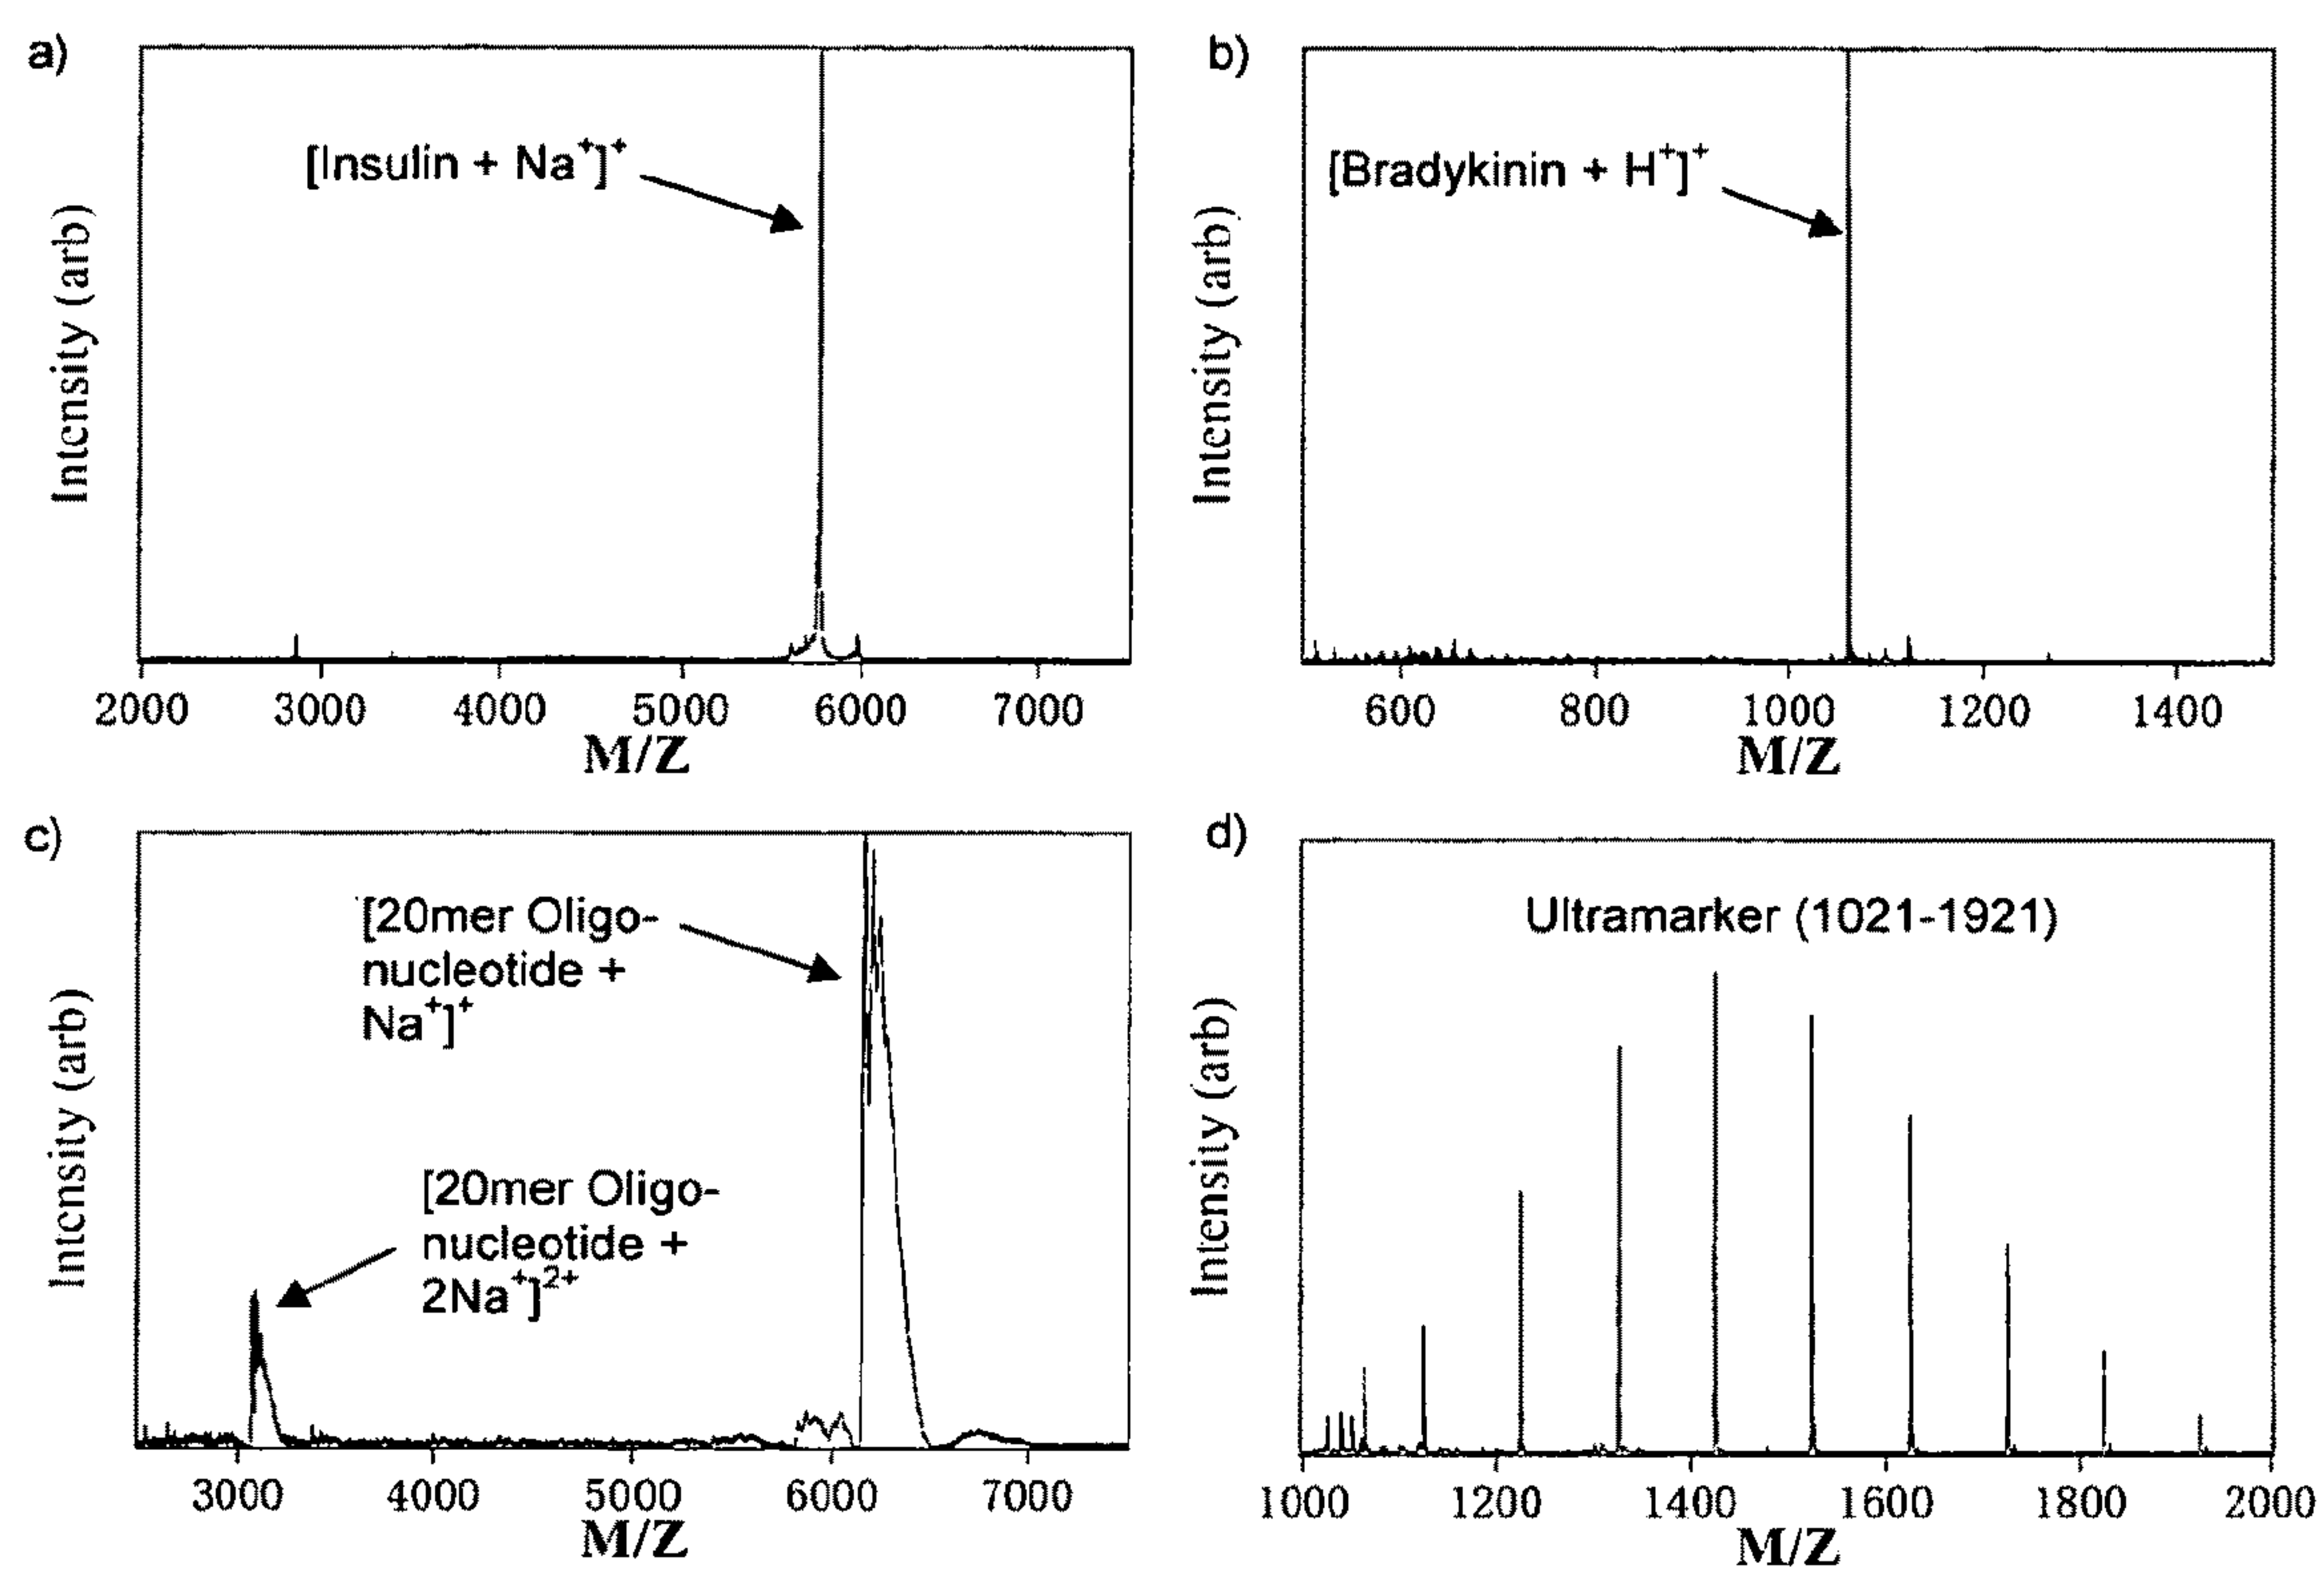 a)
[Insulin + Na⁺]⁺
Intensity (arb)
2000 3000 4000 5000 6000 7000
M/Z
b)
[Bradykinin + H⁺]⁺
Intensity (arb)
600 800 1000 1200 1400
M/Z
c)
[20mer Oligo-
nucleotide +
Na⁺]⁺
[20mer Oligo-
nucleotide +
2Na⁺]²⁺
Intensity (arb)
3000 4000 5000 6000 7000
M/Z
d)
Ultramarker (1021-1921)
Intensity (arb)
1000 1200 1400 1600 1800 2000
M/Z